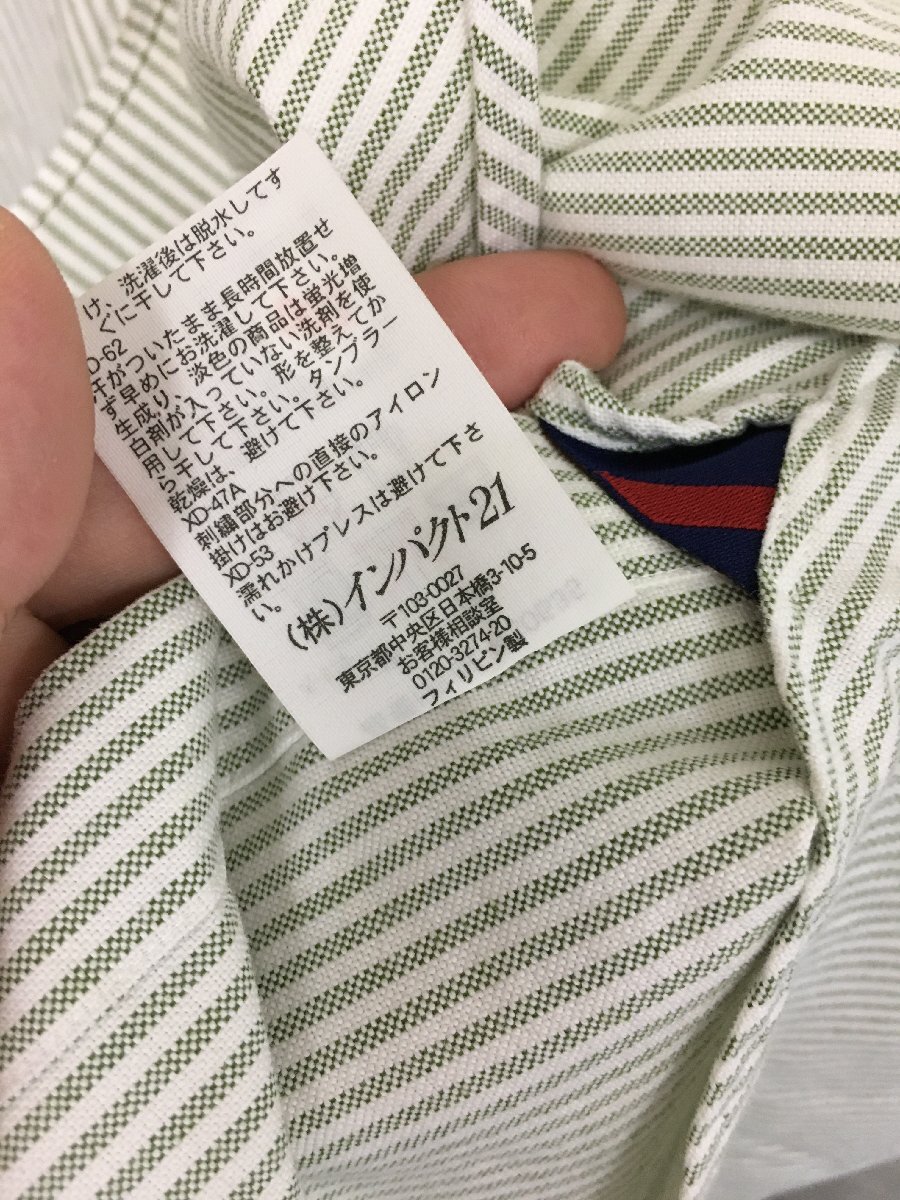 け、洗濯後は脱水してす
ぐに干して下さい。
D-62
汗がついたまま長時間放置せ
ず早めにお洗濯して下さい。
生成り、淡色の商品は蛍光増
白剤が入っていない洗剤を使
用して下さい。形を整えてか
ら干して下さい。タンブラー
乾燥は、避けて下さい。
XD-47A
刺繍部分への直接のアイロン
掛けはお避け下さい。
XD-53
濡れかけプレスは避けて下さ
い。
(株)インパクト21
〒103-0027
東京都中央区日本橋3-10-5
お客様相談室
0120-3274-20
フィリピン製